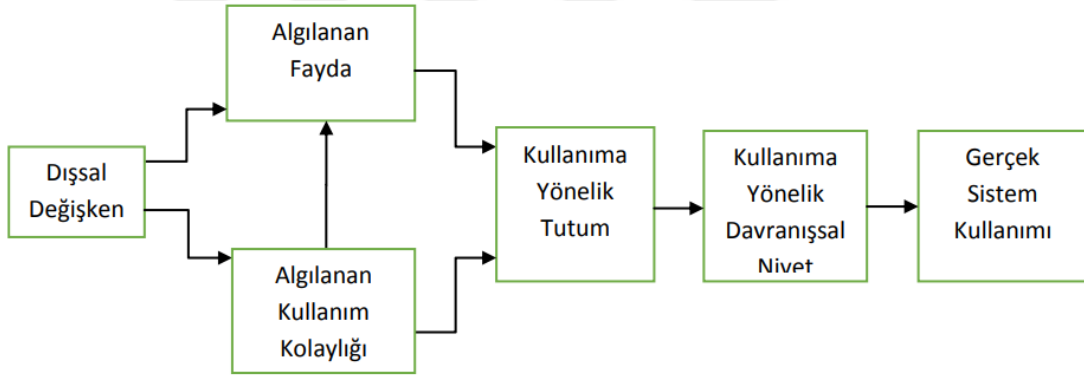 Algılanan
Fayda
Dışsal
Değişken
Algılanan
Kullanım
Kolaylığı
Kullanıma
Yönelik
Tutum
Kullanıma
Yönelik
Davranışsal
Niyet
Gerçek
Sistem
Kullanımı